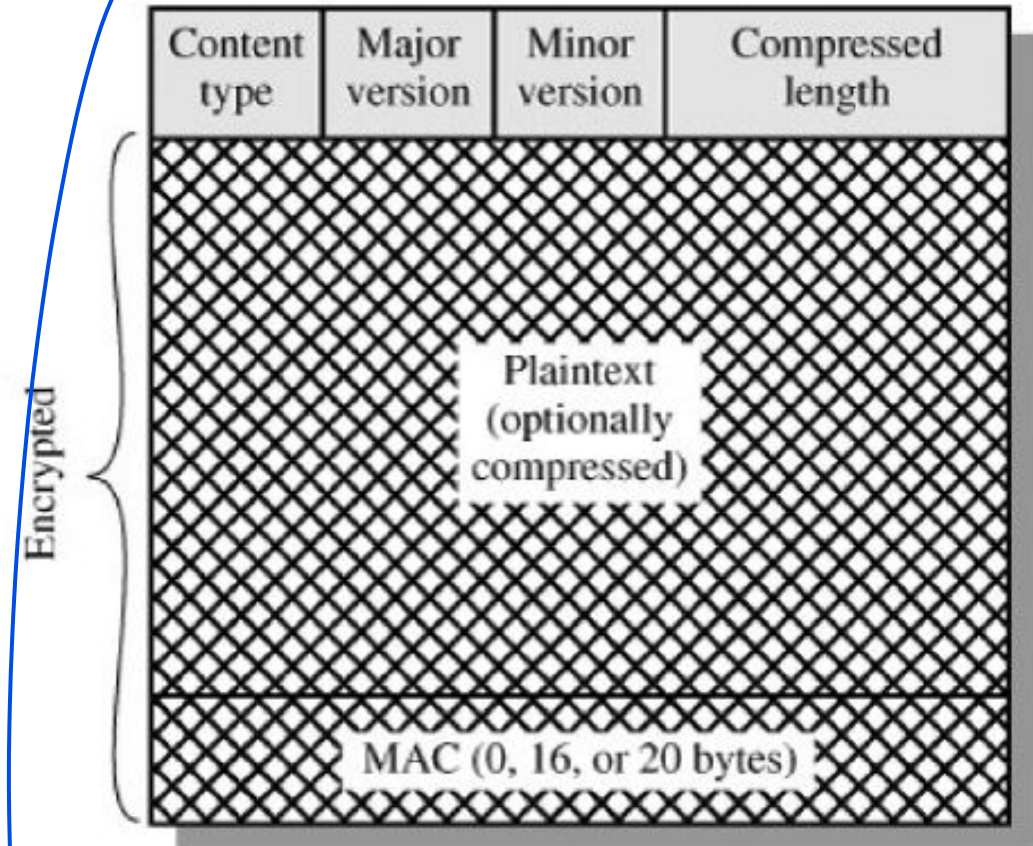 Content
type
Major
version
Minor
version
Compressed
length
Encrypted
Plaintext
(optionally
compressed)
MAC (0, 16, or 20 bytes)